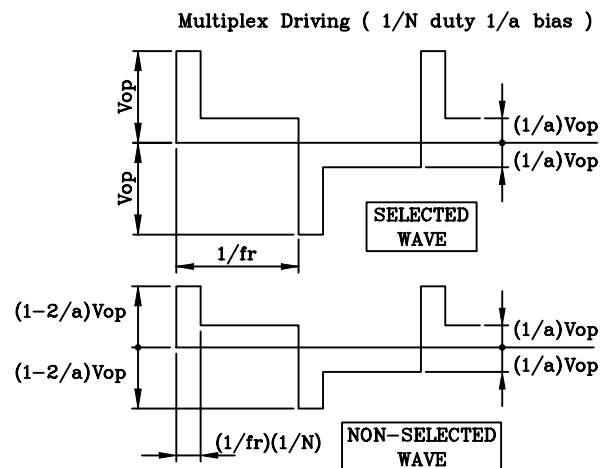 Multiplex Driving ( 1/N duty 1/a bias )
Vop
(1/a)Vop
(1/a)Vop
Vop
SELECTED
WAVE
1/fr
(1-2/a)Vop
(1/a)Vop
(1-2/a)Vop
(1/a)Vop
(1/fr)(1/N)
NON-SELECTED
WAVE